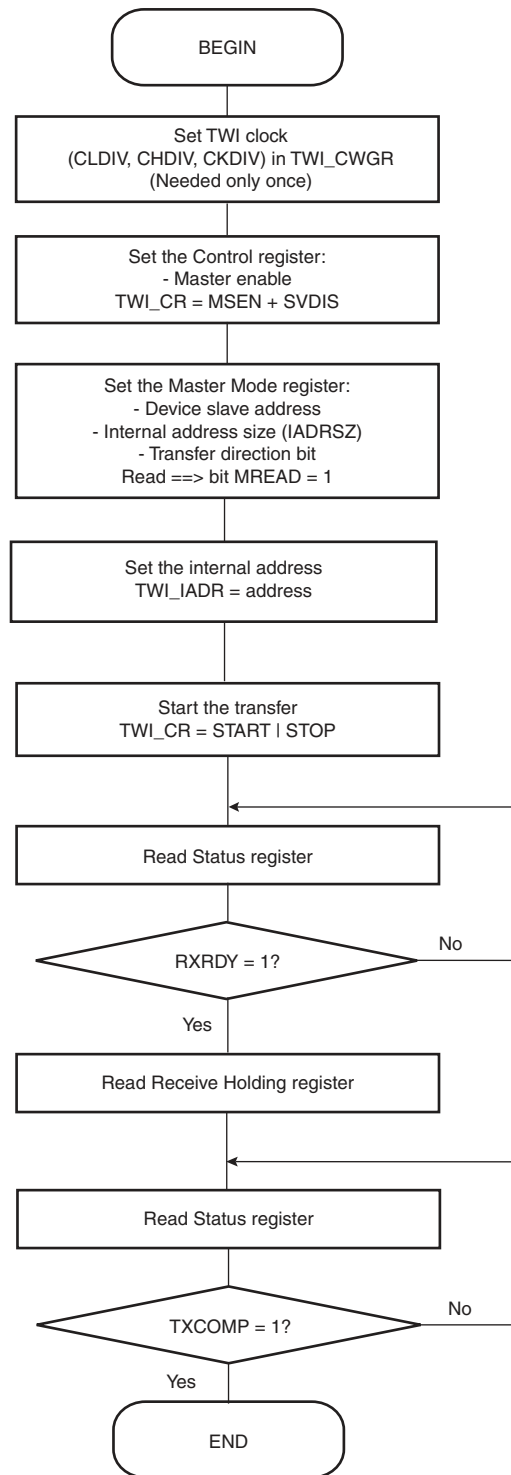 BEGIN
Set TWI clock
(CLDIV, CHDIV, CKDIV) in TWI_CWGR
(Needed only once)
Set the Control register:
- Master enable
TWI_CR = MSEN + SVDIS
Set the Master Mode register:
- Device slave address
- Internal address size (IADRSZ)
- Transfer direction bit
Read ==> bit MREAD = 1
Set the internal address
TWI_IADR = address
Start the transfer
TWI_CR = START | STOP
Read Status register
RXRDY = 1?
No
Yes
Read Receive Holding register
Read Status register
TXCOMP = 1?
No
Yes
END